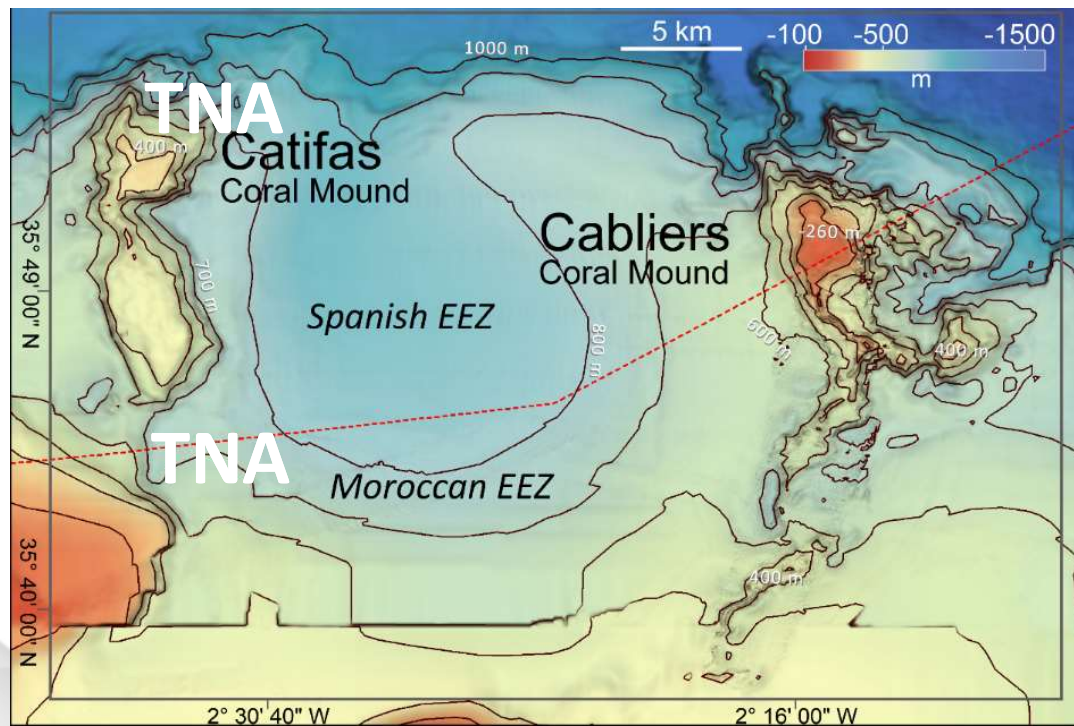 1000 m
5 km
-100 -500 -1500
m
TNA
400 m
Catifas
Coral Mound
Cabliers
Coral Mound
-260 m
35° 49' 00" N
700 m
Spanish EEZ
800 m
600 m
400 m
TNA
Moroccan EEZ
35° 40' 00" N
400 m
2° 30' 40" W
2° 16' 00" W